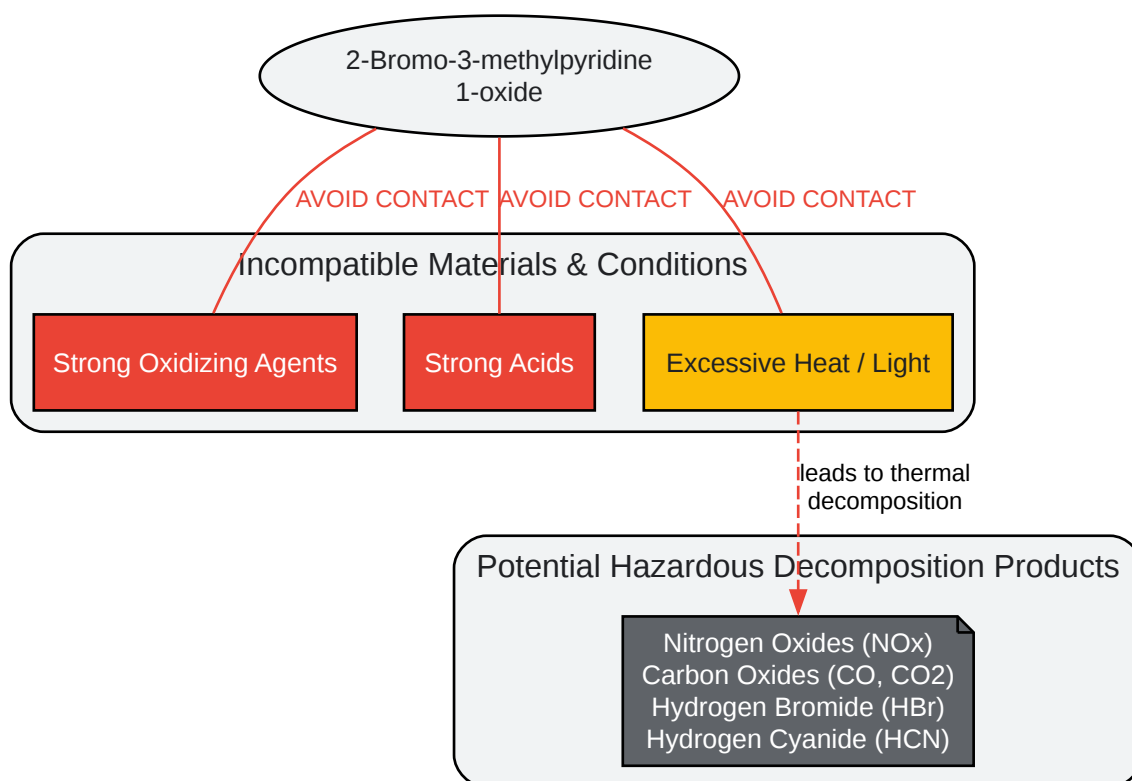 2-Bromo-3-methylpyridine
1-oxide
AVOID CONTACT
AVOID CONTACT
AVOID CONTACT
Incompatible Materials & Conditions
Strong Oxidizing Agents
Strong Acids
Excessive Heat / Light
leads to thermal
decomposition
Potential Hazardous Decomposition Products
Nitrogen Oxides (NOx)
Carbon Oxides (CO, CO2)
Hydrogen Bromide (HBr)
Hydrogen Cyanide (HCN)